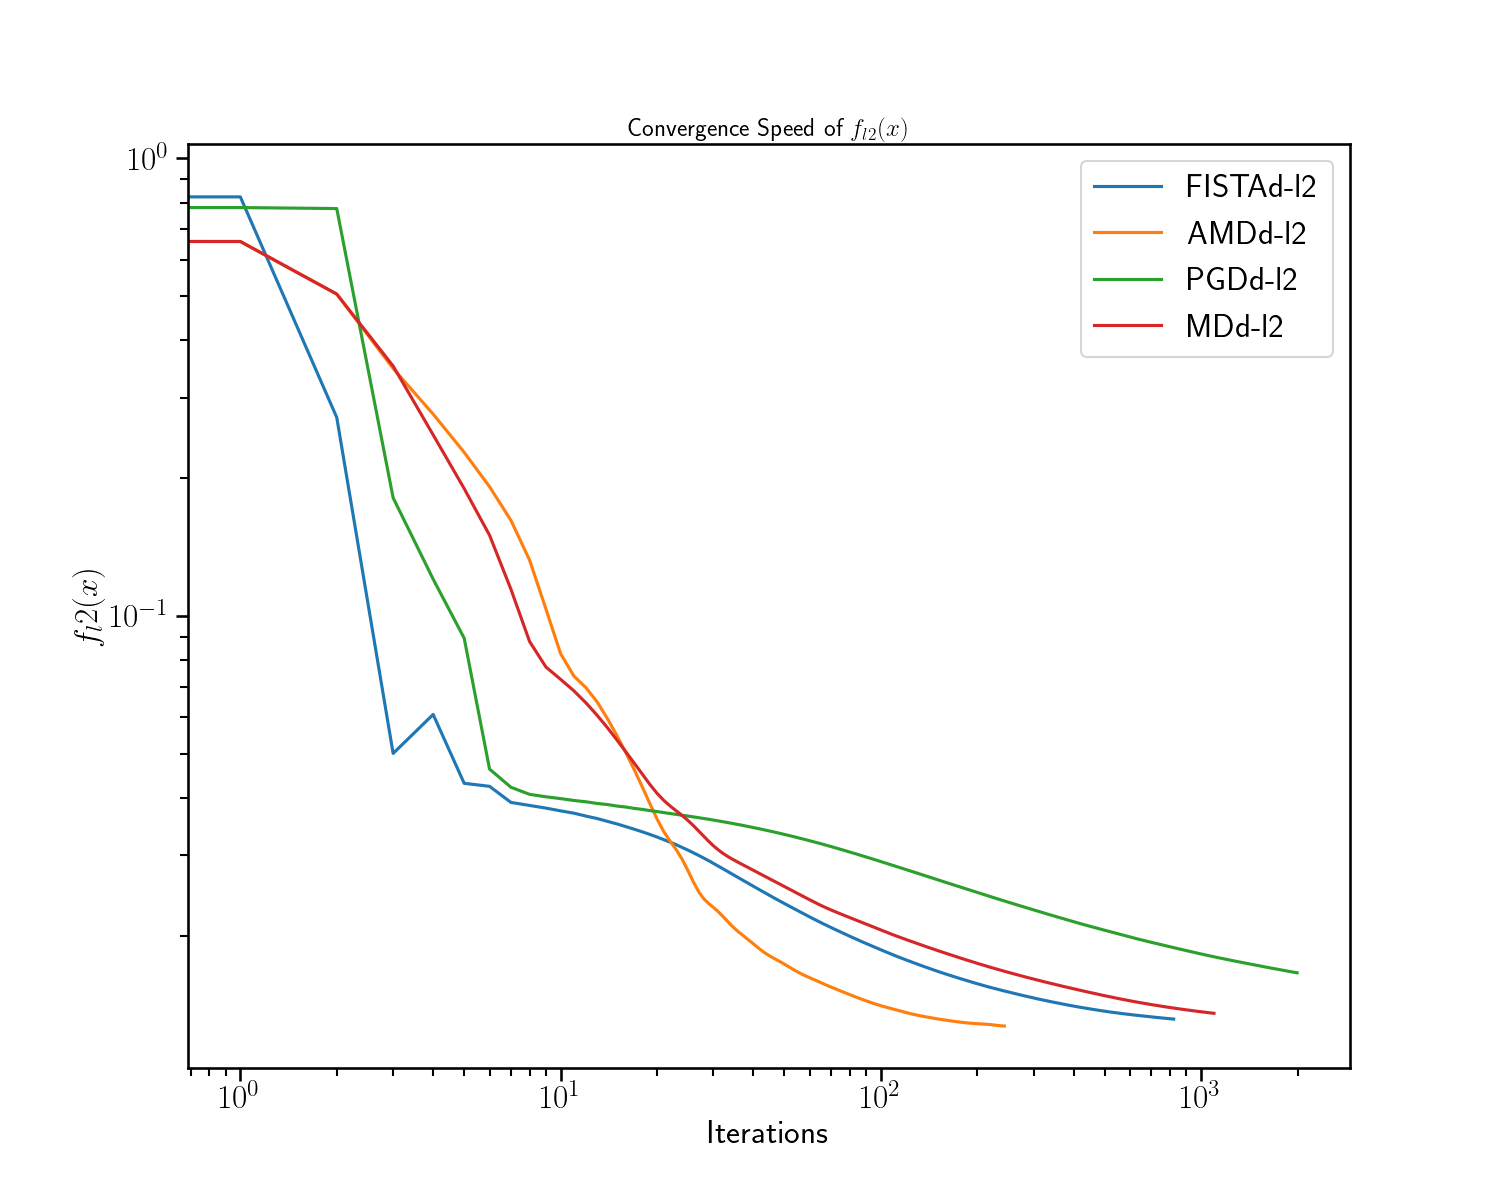 Convergence Speed of $f_{l2}(x)$
$10^0$
FISTAd-l2
AMDd-l2
PGDd-l2
MDd-l2
$f_l2(x)$
$10^{-1}$
$10^0$ $10^1$ $10^2$ $10^3$
Iterations